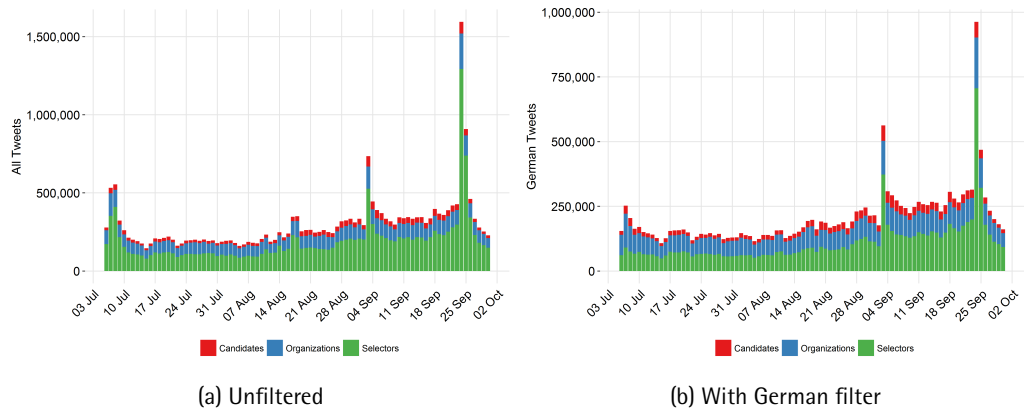 All Tweets
1,500,000
1,000,000
500,000
0
03 Jul
10 Jul
17 Jul
24 Jul
31 Jul
07 Aug
14 Aug
21 Aug
28 Aug
04 Sep
11 Sep
18 Sep
25 Sep
02 Oct
Candidates Organizations Selectors
(a) Unfiltered
German Tweets
1,000,000
750,000
500,000
250,000
0
03 Jul
10 Jul
17 Jul
24 Jul
31 Jul
07 Aug
14 Aug
21 Aug
28 Aug
04 Sep
11 Sep
18 Sep
25 Sep
02 Oct
Candidates Organizations Selectors
(b) With German filter